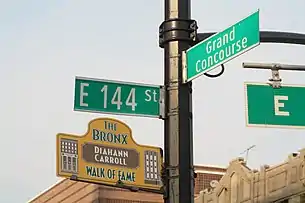 Grand
Concourse
E 144 ST
E
THE
BRONX
DIAHANN
CARROLL
WALK OF FAME